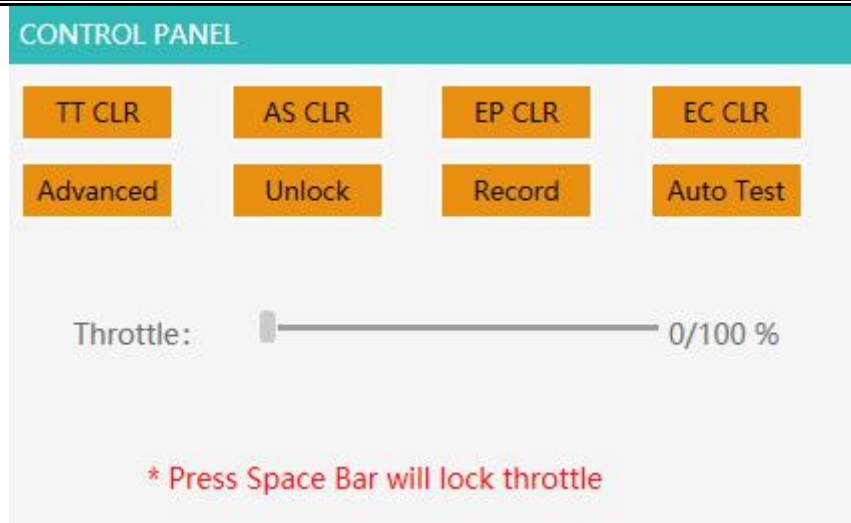 CONTROL PANEL
TT CLR AS CLR EP CLR EC CLR
Advanced Unlock Record Auto Test
Throttle: 0/100 %
* Press Space Bar will lock throttle